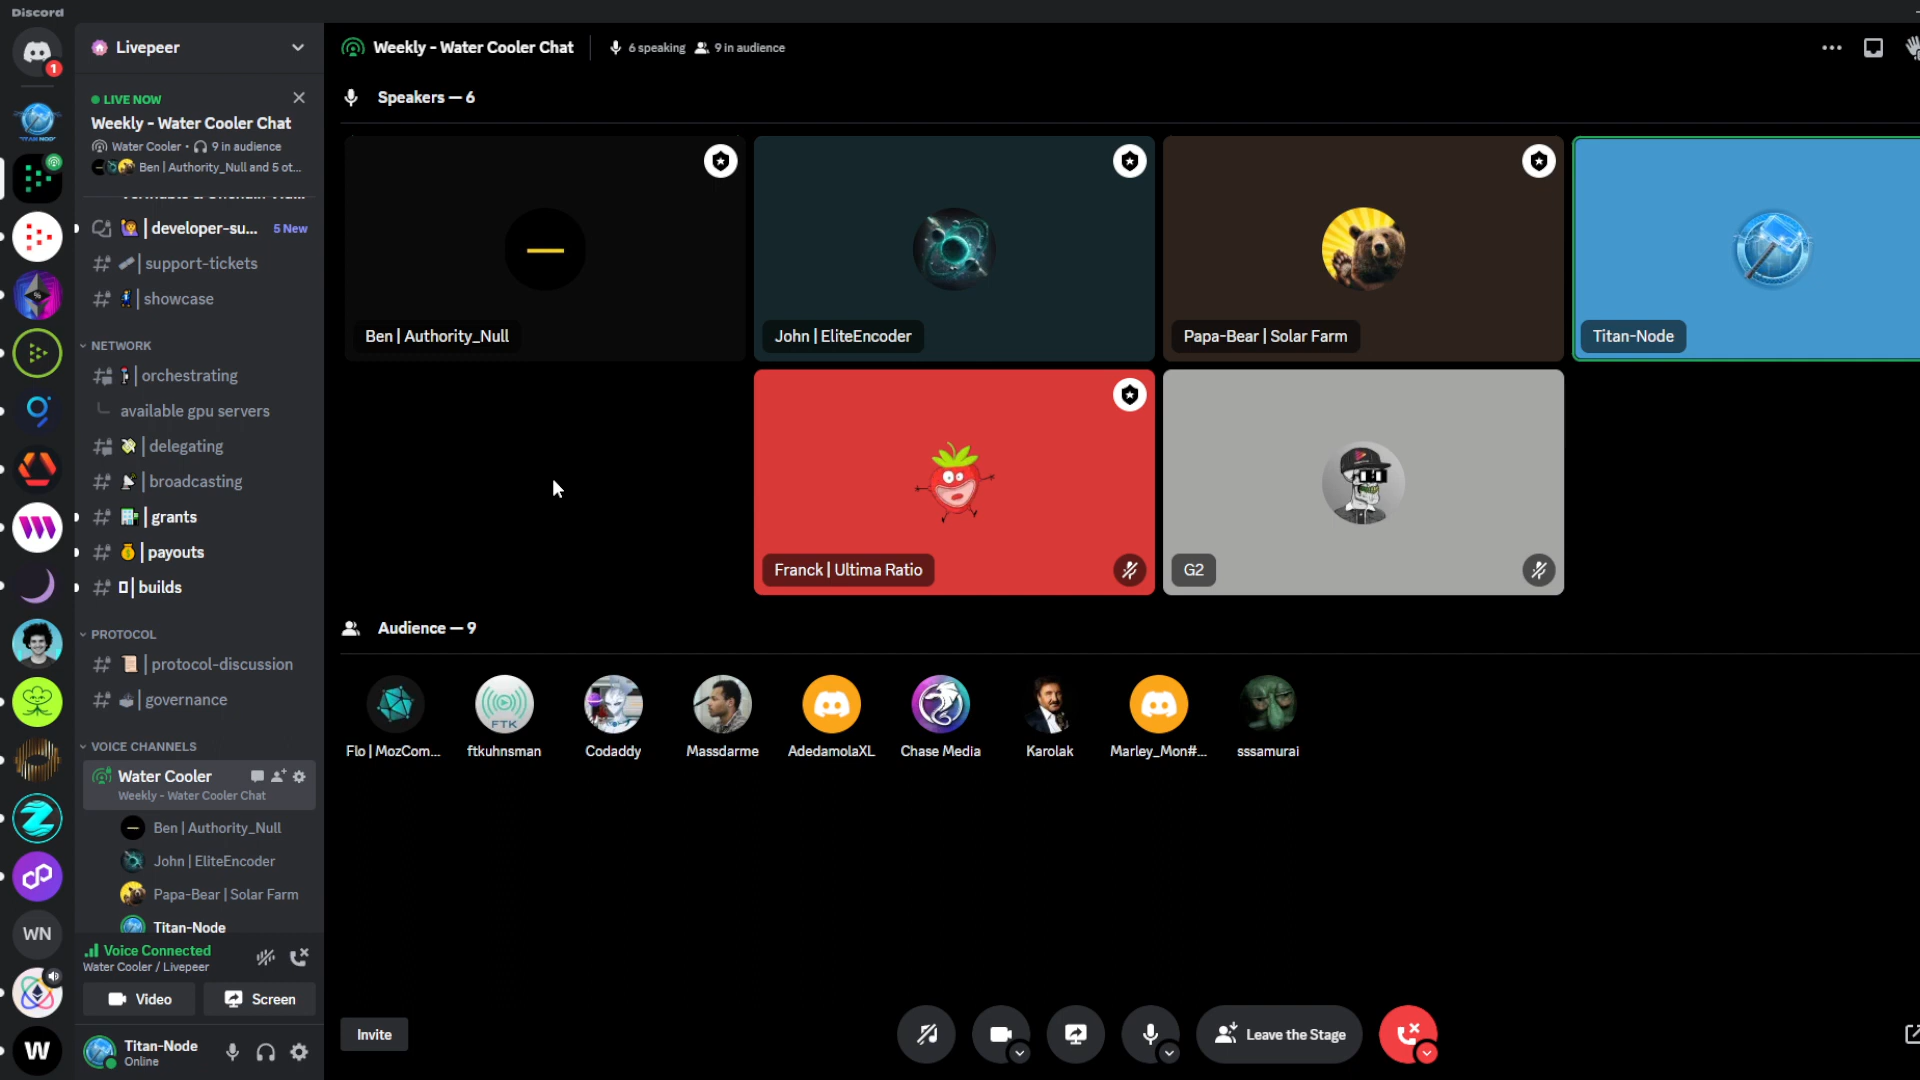 Discord
1
Livepeer
LIVE NOW
Weekly - Water Cooler Chat
Water Cooler • 9 in audience
Ben | Authority_Null and 5 ot...
developer-su... 5 New
support-tickets
showcase
NETWORK
orchestrating
available gpu servers
delegating
broadcasting
grants
payouts
builds
PROTOCOL
protocol-discussion
governance
VOICE CHANNELS
Water Cooler
Weekly - Water Cooler Chat
Ben | Authority_Null
John | EliteEncoder
Papa-Bear | Solar Farm
Titan-Node
WN
W
Voice Connected
Water Cooler / Livepeer
Video
Screen
Titan-Node
Online
Weekly - Water Cooler Chat
6 speaking
9 in audience
Speakers — 6
Ben | Authority_Null
John | EliteEncoder
Papa-Bear | Solar Farm
Titan-Node
Franck | Ultima Ratio
G2
Audience — 9
FTK
Flo | MozCom...
ftkuhnsman
Codaddy
Massdarme
AdedamolaXL
Chase Media
Karolak
Marley_Mon#...
sssamurai
Invite
Leave the Stage